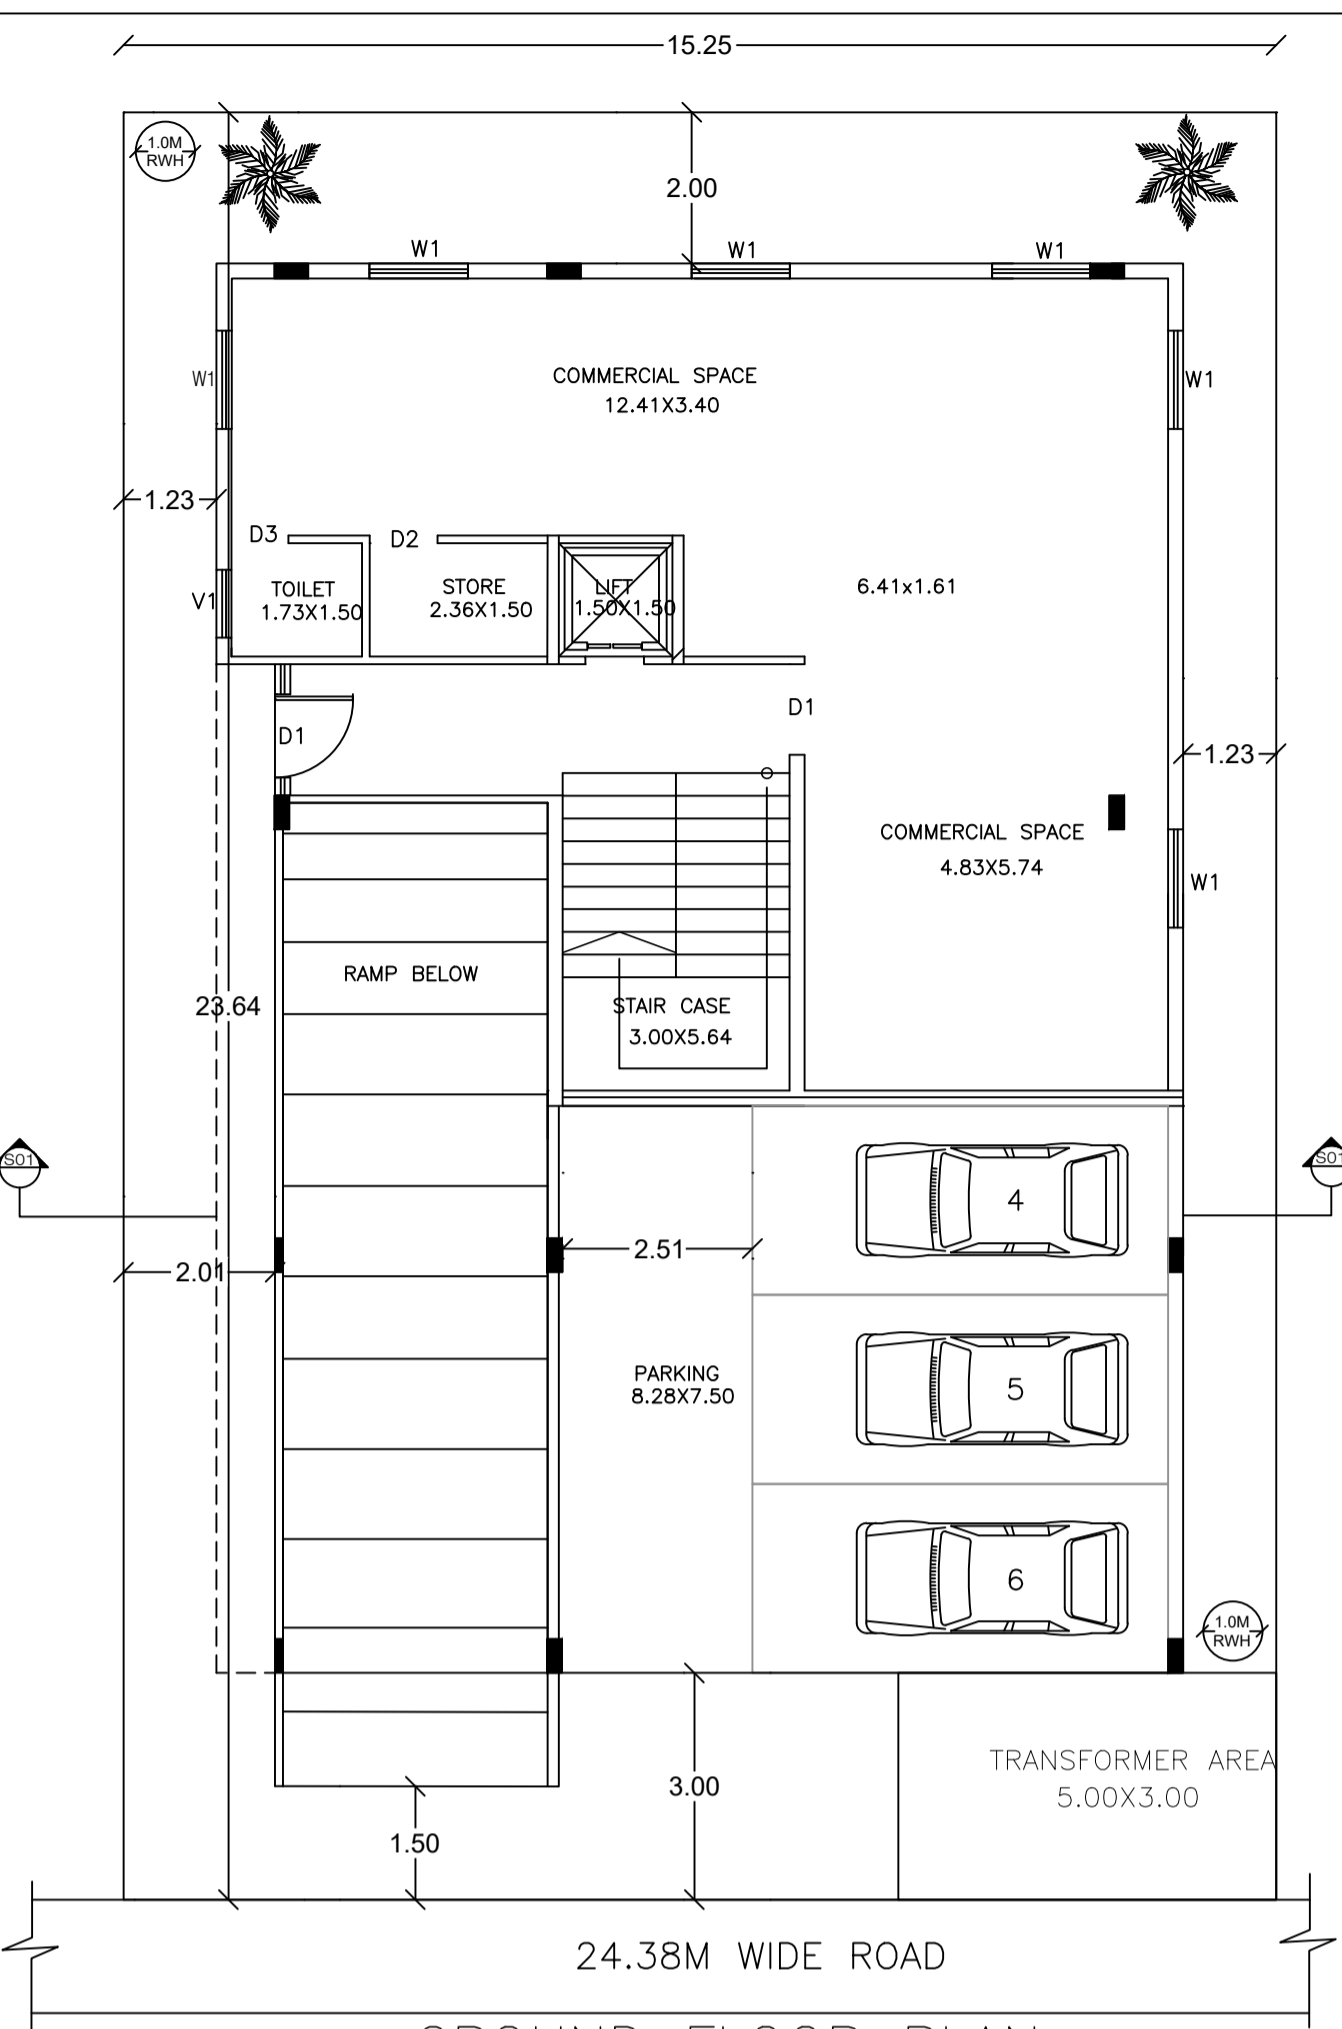 15.25
1.0M
RWH
2.00
W1
W1
W1
COMMERCIAL SPACE
12.41X3.40
W1
W1
1.23
D3
D2
TOILET
1.73X1.50
STORE
2.36X1.50
LIFT
1.50X1.50
6.41x1.61
V1
D1
D1
1.23
COMMERCIAL SPACE
4.83X5.74
W1
RAMP BELOW
23.64
STAIR CASE
3.00X5.64
S01
S01
4
2.51
2.01
PARKING
8.28X7.50
5
6
1.0M
RWH
TRANSFORMER AREA
5.00X3.00
3.00
1.50
24.38M WIDE ROAD
GROUND FLOOR PLAN